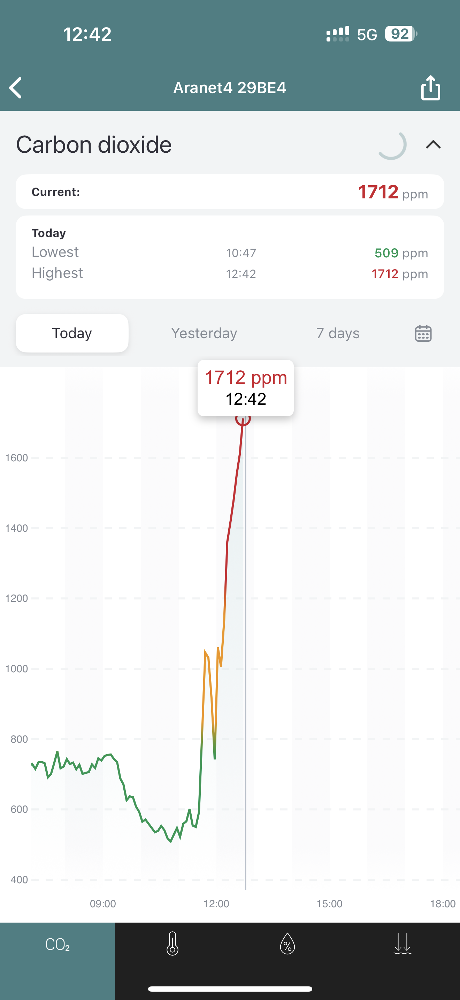 12:42 5G 92
Aranet4 29BE4
Carbon dioxide
Current: 1712 ppm
Today
Lowest 10:47 509 ppm
Highest 12:42 1712 ppm
Today Yesterday 7 days
1712 ppm
12:42
1600
1400
1200
1000
800
600
400
09:00 12:00 15:00 18:00
CO₂ %